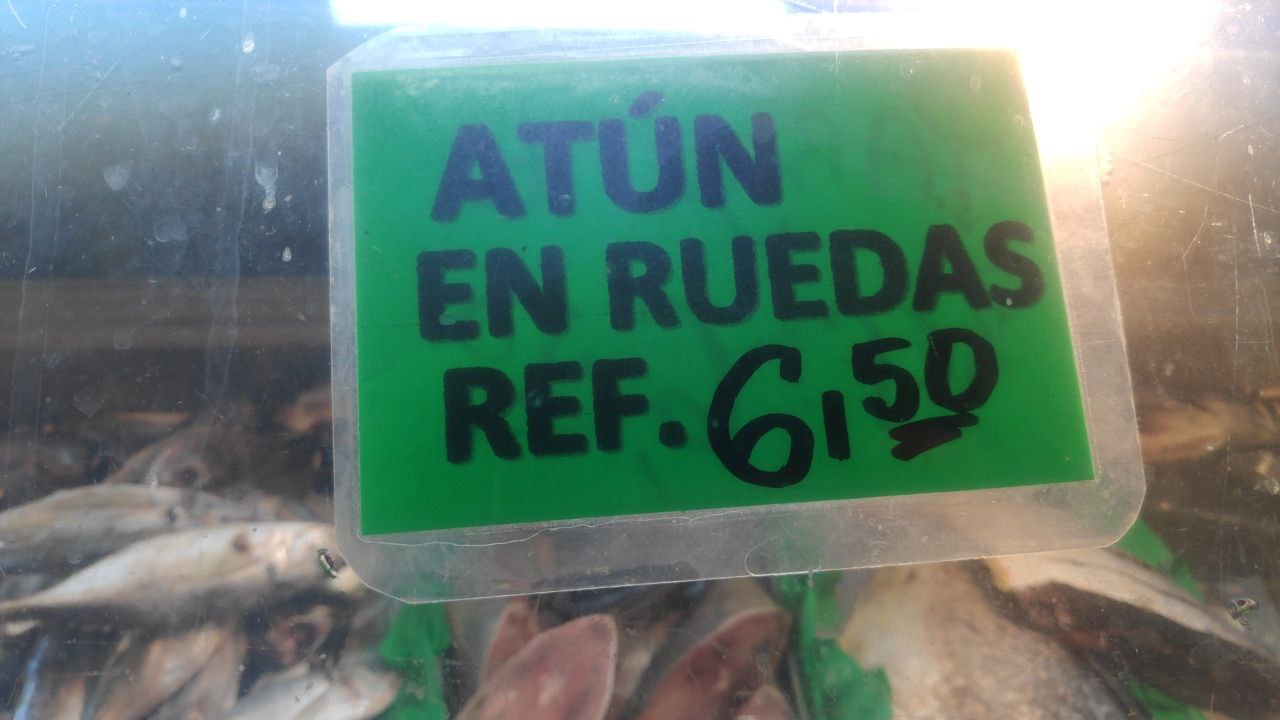 ATÚN
EN RUEDAS
REF. 6,50